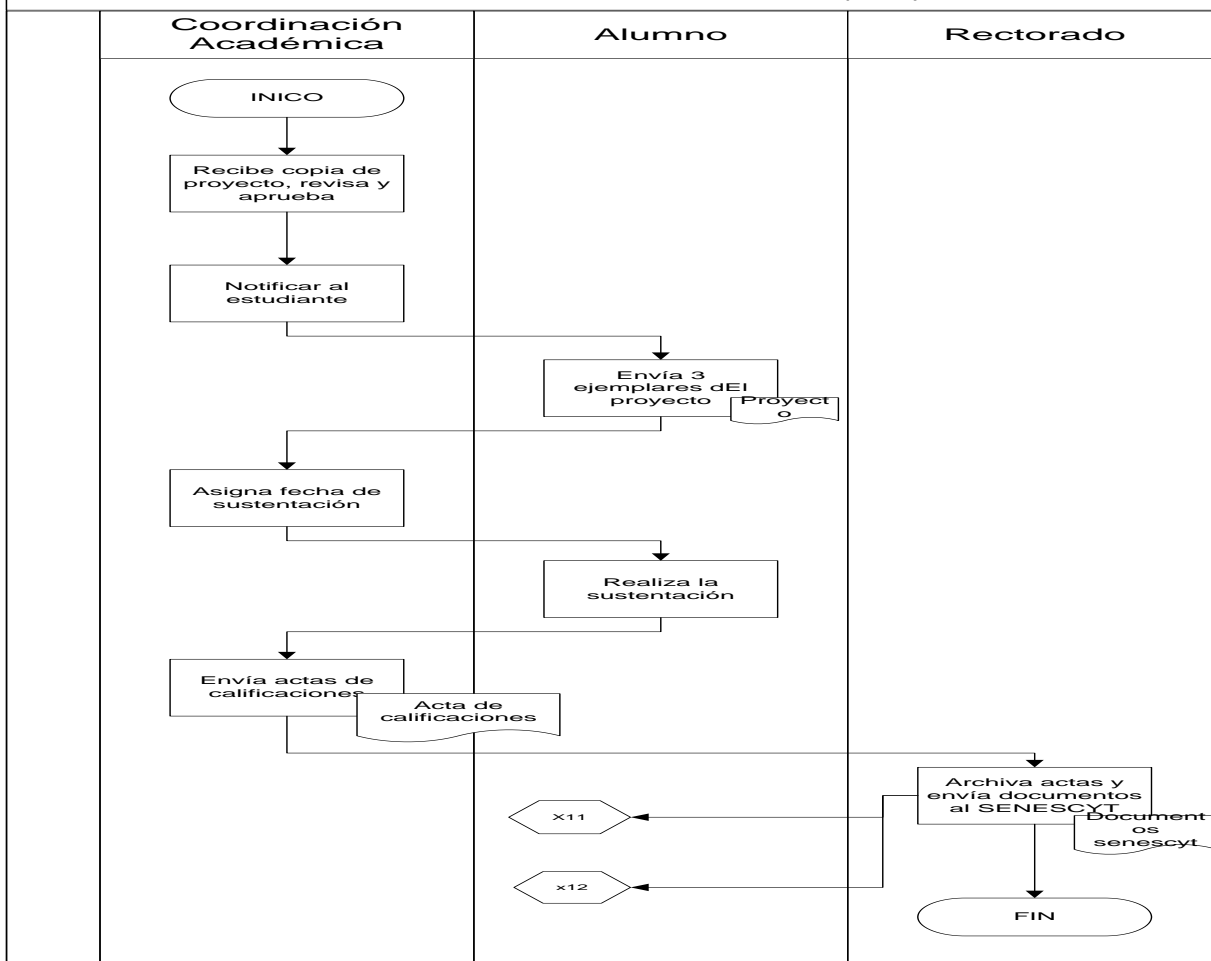 Coordinación
Académica
Alumno
Rectorado
INICO
Recibe copia de
proyecto, revisa y
aprueba
Notificar al
estudiante
Envía 3
ejemplares dEl
proyecto
Proyect
o
Asigna fecha de
sustentación
Realiza la
sustentación
Envía actas de
calificaciones
Acta de
calificaciones
Archiva actas y
envía documentos
al SENESCYT
Document
os
senescyt
X11
x12
FIN